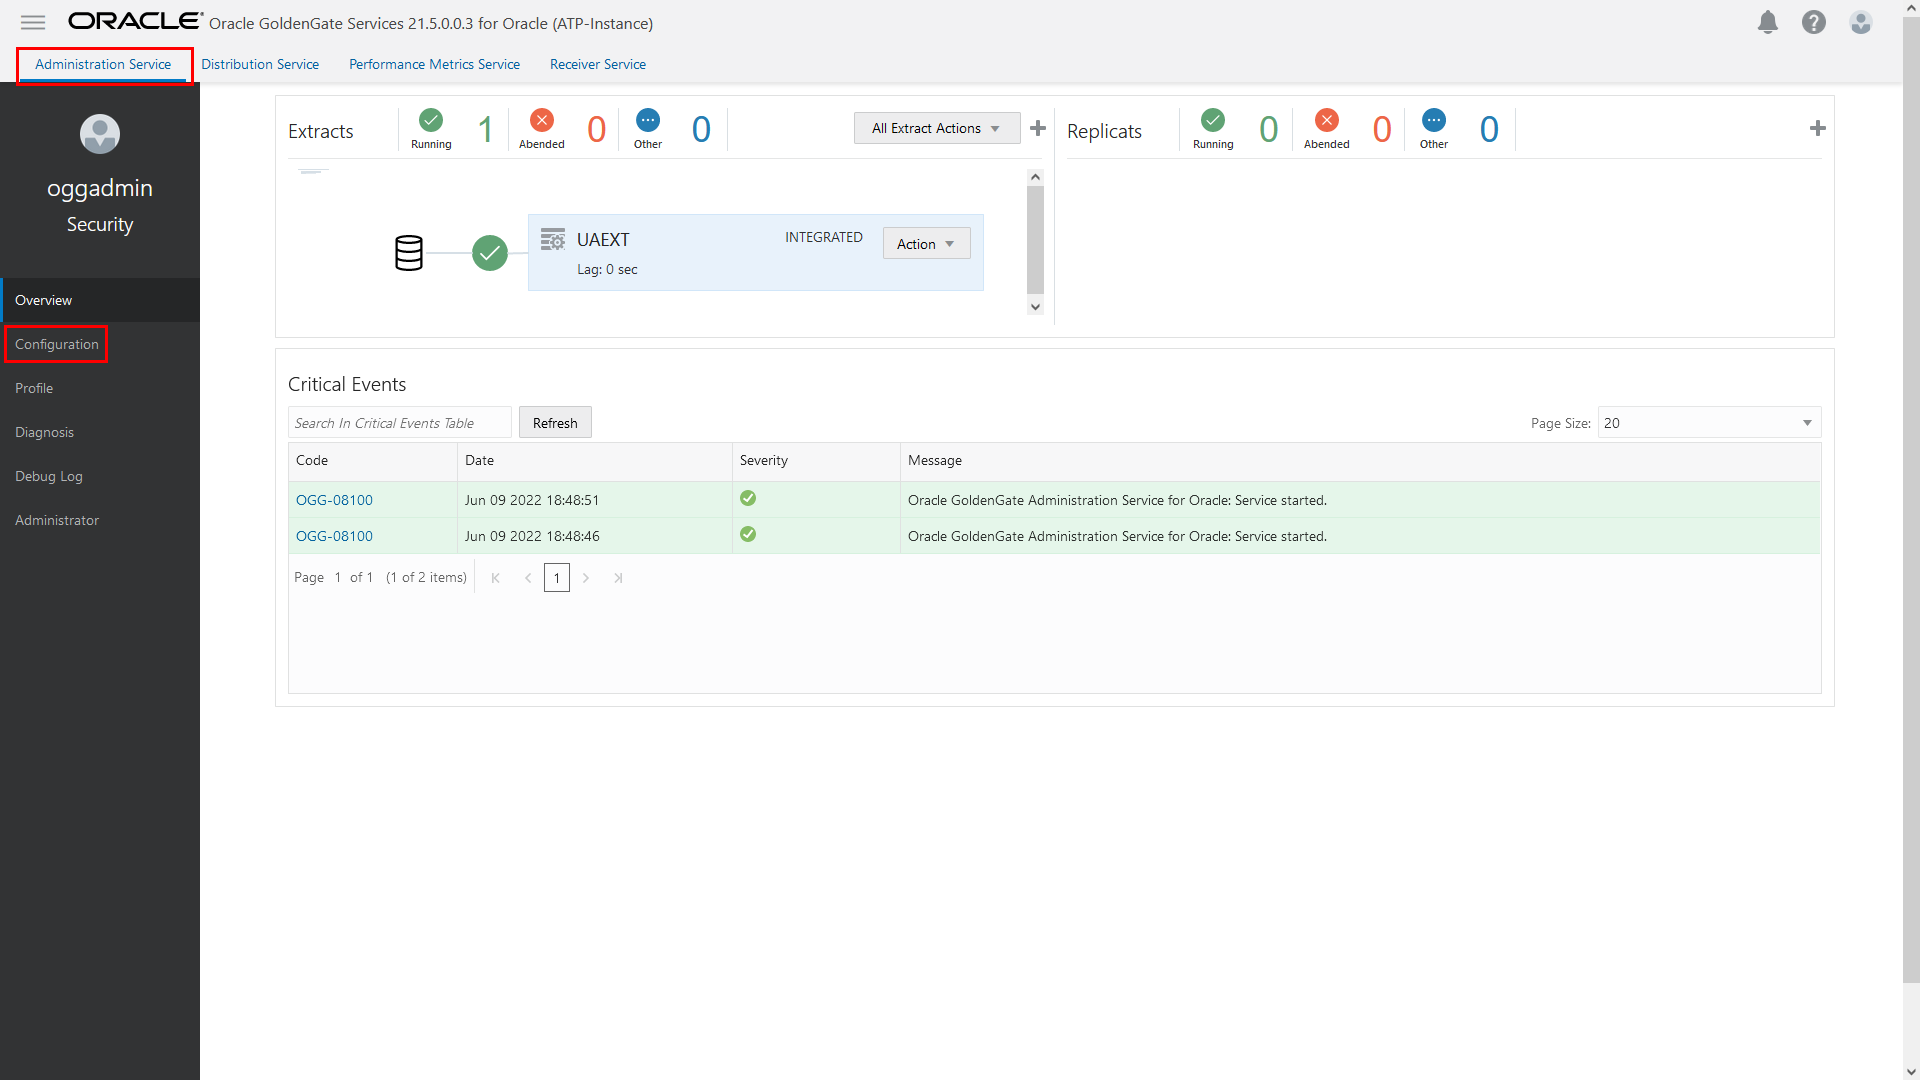 ORACLE Oracle GoldenGate Services 21.5.0.0.3 for Oracle (ATP-Instance)
Administration Service Distribution Service Performance Metrics Service Receiver Service
oggadmin
Security
Overview
Configuration
Profile
Diagnosis
Debug Log
Administrator
Extracts Running 1 Abended 0 Other 0 All Extract Actions
UAEXT INTEGRATED Action
Lag: 0 sec
Replicats Running 0 Abended 0 Other 0
Critical Events
Search In Critical Events Table Refresh Page Size: 20
Code Date Severity Message
OGG-08100 Jun 09 2022 18:48:51 Oracle GoldenGate Administration Service for Oracle: Service started.
OGG-08100 Jun 09 2022 18:48:46 Oracle GoldenGate Administration Service for Oracle: Service started.
Page 1 of 1 (1 of 2 items) 1